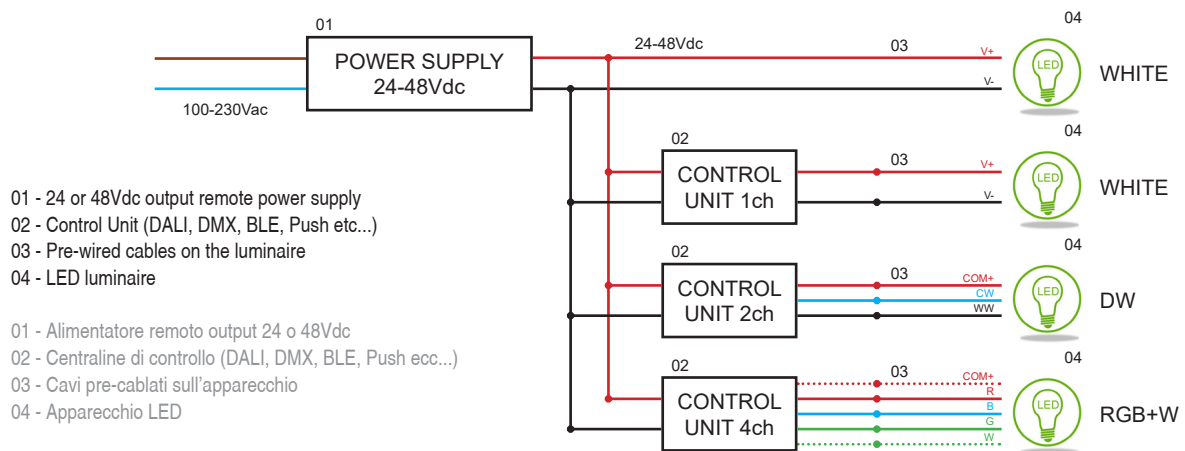 01
POWER SUPPLY
24-48Vdc
100-230Vac
24-48Vdc
03
V+
V-
04
LED
WHITE
02
CONTROL
UNIT 1ch
03
V+
V-
04
LED
WHITE
02
CONTROL
UNIT 2ch
03
COM+
CW
WW
04
LED
DW
02
CONTROL
UNIT 4ch
03
COM+
R
B
G
W
04
LED
RGB+W
01 - 24 or 48Vdc output remote power supply
02 - Control Unit (DALI, DMX, BLE, Push etc...)
03 - Pre-wired cables on the luminaire
04 - LED luminaire
01 - Alimentatore remoto output 24 o 48Vdc
02 - Centraline di controllo (DALI, DMX, BLE, Push ecc...)
03 - Cavi pre-cablati sull'apparecchio
04 - Apparecchio LED